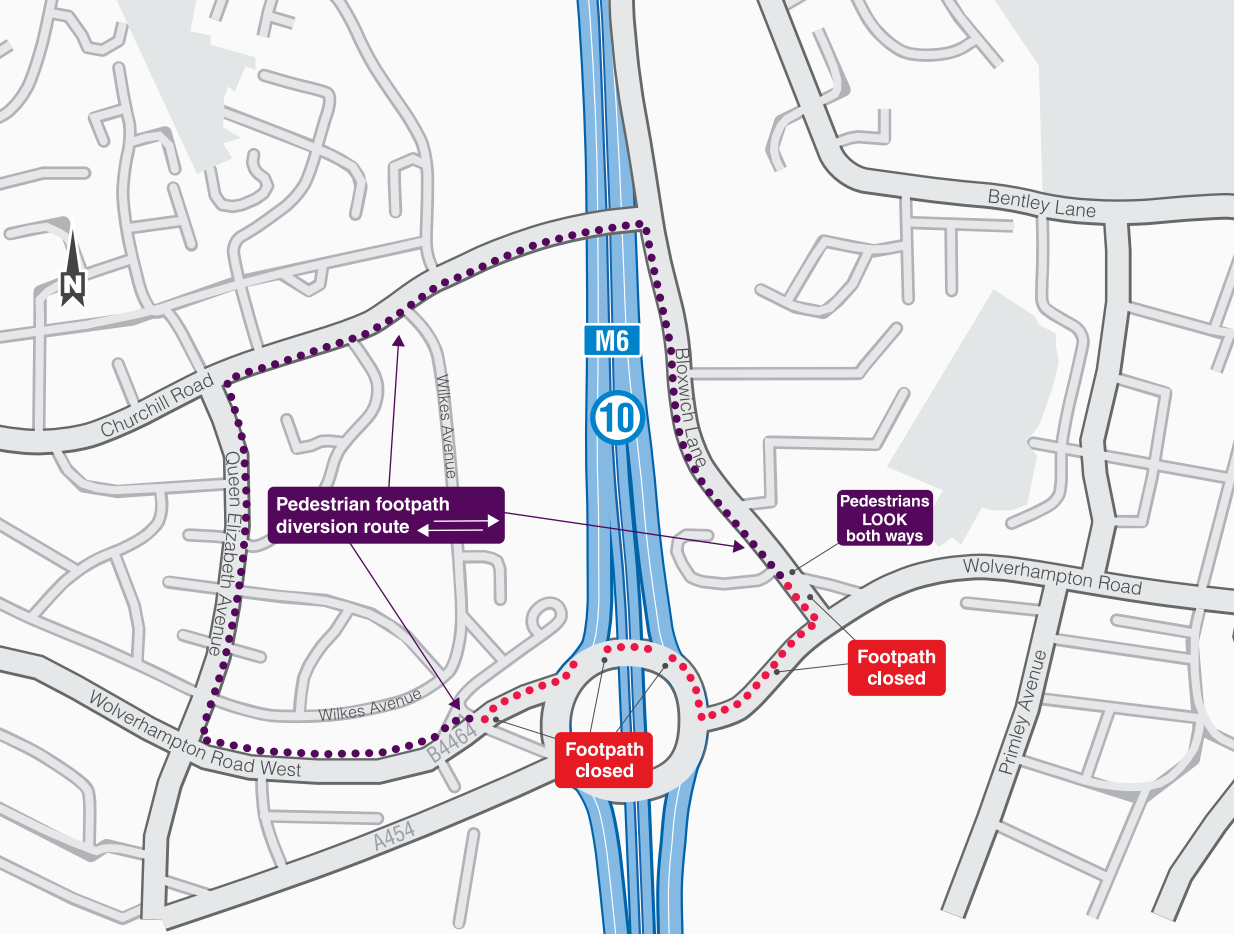 Bentley Lane
N
M6
10
Bloxwich Lane
Churchill Road
Wilkes Avenue
Queen Elizabeth Avenue
Pedestrian footpath
diversion route
Pedestrians
LOOK
both ways
Wolverhampton Road
Footpath
closed
Primley Avenue
Wilkes Avenue
Wolverhampton Road West
B4464
Footpath
closed
A454